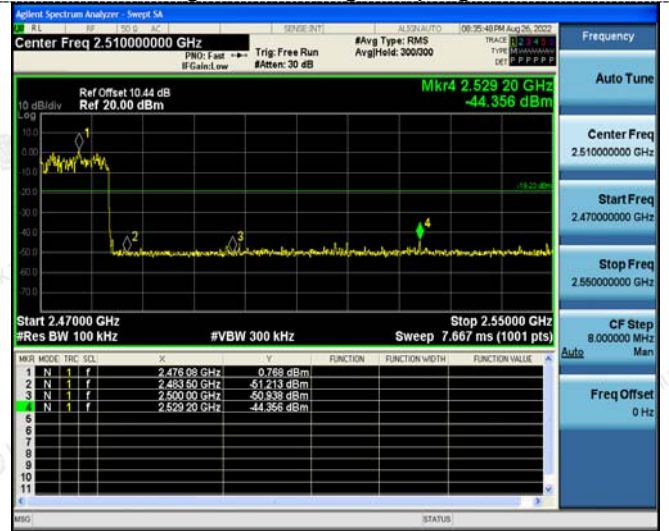 Agilent Spectrum Analyzer - Swept SA
RL RF 50 Ω AC SENSE:INT ALIGN AUTO 08:35:48 PM Aug 26, 2022
Center Freq 2.510000000 GHz
PNO: Fast
IFGain:Low
Trig: Free Run
#Atten: 30 dB
#Avg Type: RMS
Avg|Hold: 300/300
TRACE 1 2 3 4 5 6
TYPE
DET P P P P P P
Mkr4 2.529 20 GHz
-44.356 dBm
Ref Offset 10.44 dB
Ref 20.00 dBm
10 dB/div
Log
10.0
0.00
-10.0
-20.0
-30.0
-40.0
-50.0
-60.0
-70.0
1
2
3
4
-19.23 dBm
Start 2.47000 GHz
Stop 2.55000 GHz
#Res BW 100 kHz
#VBW 300 kHz
Sweep 7.667 ms (1001 pts)
MKR MODE TRC SCL X Y FUNCTION FUNCTION WIDTH FUNCTION VALUE
1 N 1 f 2.476 08 GHz 0.768 dBm
2 N 1 f 2.483 50 GHz -51.213 dBm
3 N 1 f 2.500 00 GHz -50.938 dBm
4 N 1 f 2.529 20 GHz -44.356 dBm
5
6
7
8
9
10
11
MSG
STATUS
Frequency
Auto Tune
Center Freq
2.510000000 GHz
Start Freq
2.470000000 GHz
Stop Freq
2.550000000 GHz
CF Step
8.000000 MHz
Auto Man
Freq Offset
0 Hz